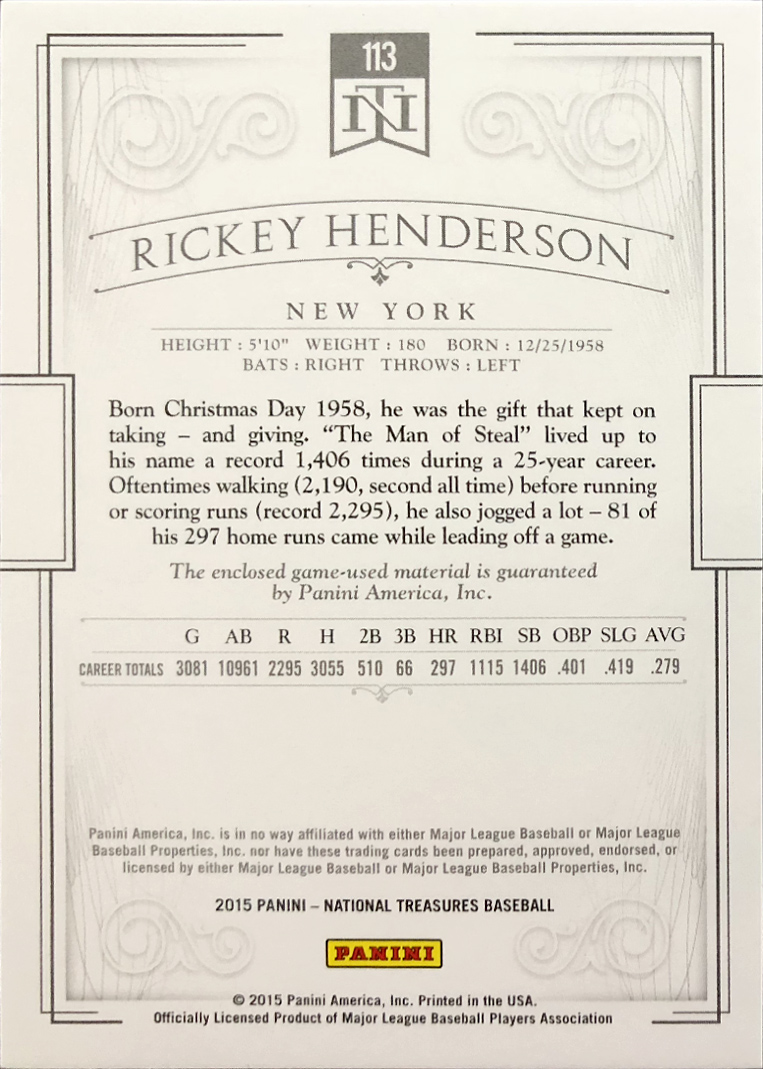 113
NT
RICKEY HENDERSON
NEW YORK
HEIGHT : 5'10" WEIGHT : 180 BORN : 12/25/1958
BATS : RIGHT THROWS : LEFT
Born Christmas Day 1958, he was the gift that kept on
taking – and giving. “The Man of Steal” lived up to
his name a record 1,406 times during a 25-year career.
Oftentimes walking (2,190, second all time) before running
or scoring runs (record 2,295), he also jogged a lot – 81 of
his 297 home runs came while leading off a game.
The enclosed game-used material is guaranteed
by Panini America, Inc.
G AB R H 2B 3B HR RBI SB OBP SLG AVG
CAREER TOTALS 3081 10961 2295 3055 510 66 297 1115 1406 .401 .419 .279
Panini America, Inc. is in no way affiliated with either Major League Baseball or Major League
Baseball Properties, Inc. nor have these trading cards been prepared, approved, endorsed, or
licensed by either Major League Baseball or Major League Baseball Properties, Inc.
2015 PANINI – NATIONAL TREASURES BASEBALL
PANINI
© 2015 Panini America, Inc. Printed in the USA.
Officially Licensed Product of Major League Baseball Players Association